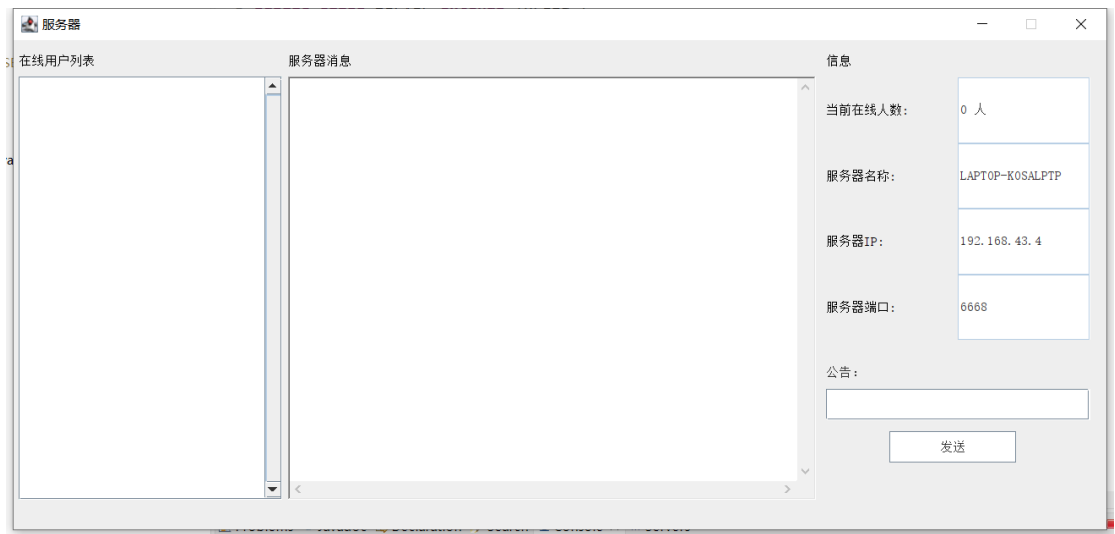 服务器
在线用户列表
服务器消息
信息
当前在线人数:
0 人
服务器名称:
LAPTOP-KOSALPTP
服务器IP:
192.168.43.4
服务器端口:
6668
公告:
发送